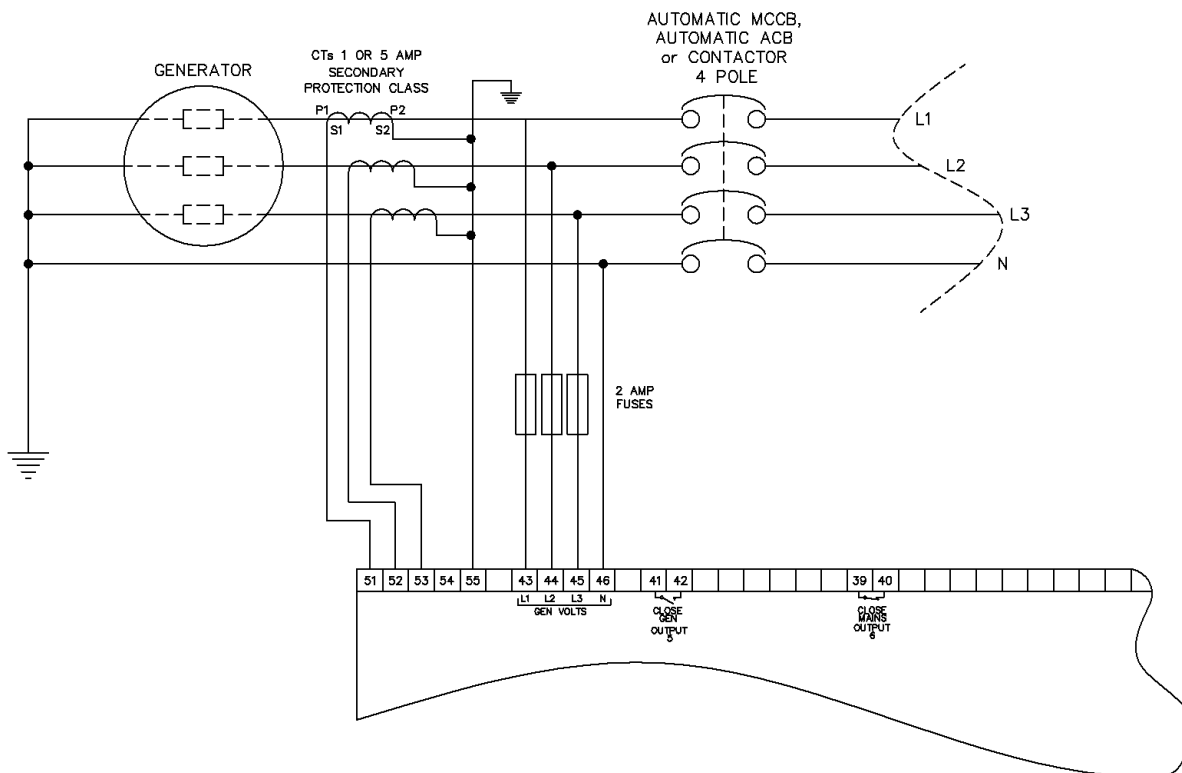 AUTOMATIC MCCB,
AUTOMATIC ACB
or CONTACTOR
4 POLE
CTs 1 OR 5 AMP
SECONDARY
PROTECTION CLASS
GENERATOR
P1 P2
S1 S2
L1
L2
L3
N
2 AMP
FUSES
51 52 53 54 55 43 44 45 46 41 42 39 40
L1 L2 L3 N
GEN VOLTS
CLOSE
GEN
OUTPUT
5
CLOSE
MAINS
OUTPUT
6